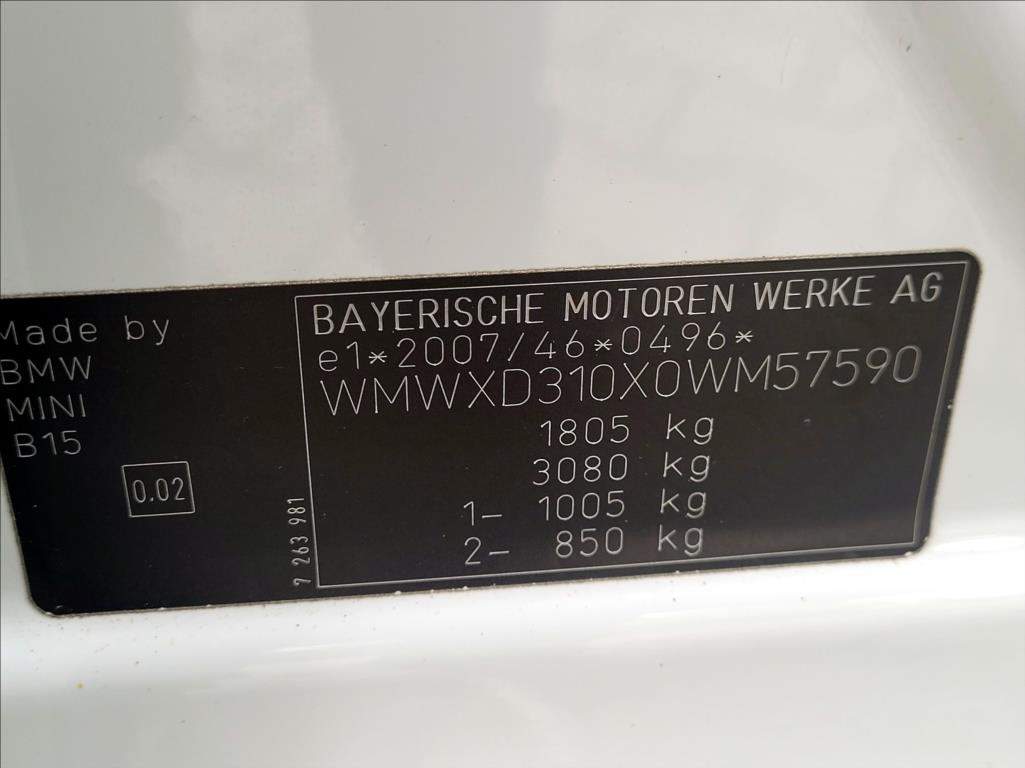 Made by
BMW
MINI
B15
0.02
7 263 981
BAYERISCHE MOTOREN WERKE AG
e1*2007/46*0496*
WMWXD310X0WM57590
1805 kg
3080 kg
1- 1005 kg
2- 850 kg